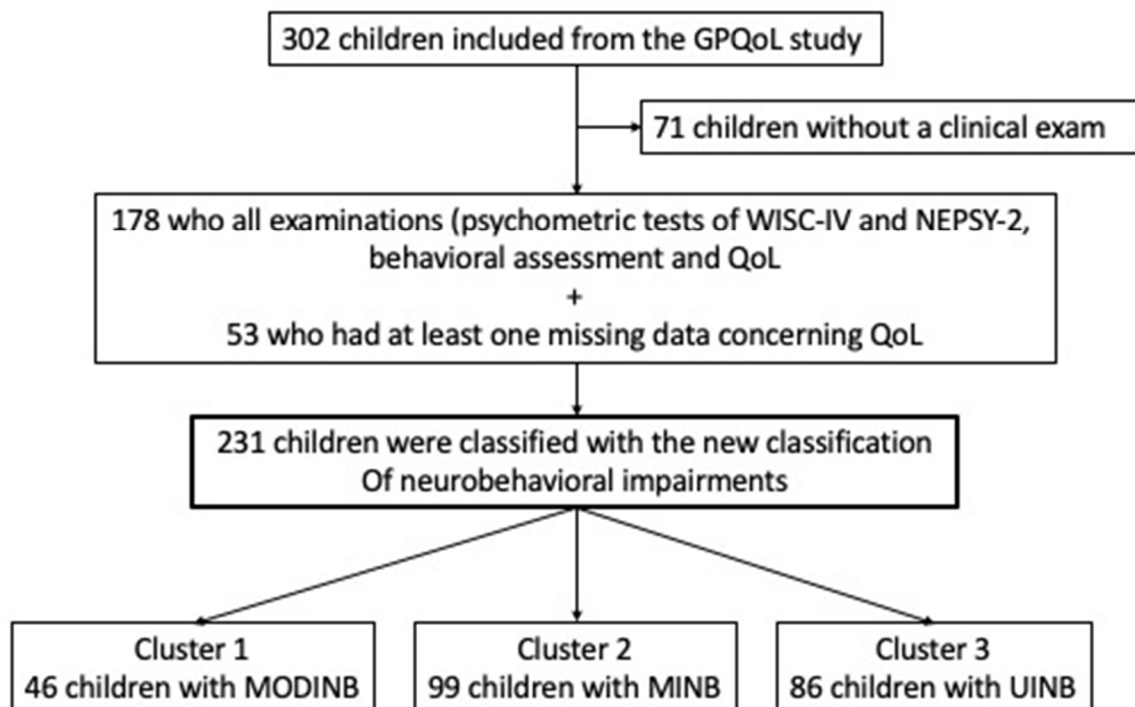 302 children included from the GPQoL study
71 children without a clinical exam
178 who all examinations (psychometric tests of WISC-IV and NEPSY-2,
behavioral assessment and QoL
+
53 who had at least one missing data concerning QoL
231 children were classified with the new classification
Of neurobehavioral impairments
Cluster 1
46 children with MODINB
Cluster 2
99 children with MINB
Cluster 3
86 children with UINB